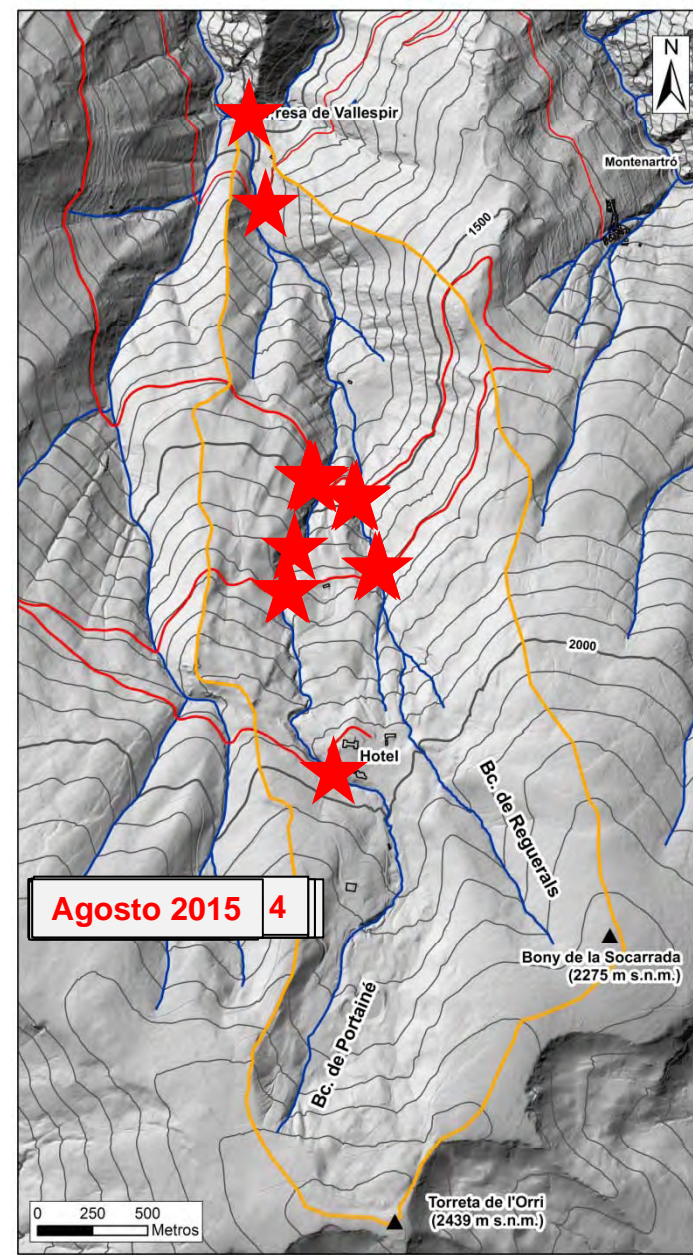 N
resa de Vallespir
Montenartró
1500
2000
Hotel
Bc. de Reguerals
Agosto 2015
4
Bony de la Socarrada
(2275 m s.n.m.)
Bc. de Portainé
Torreta de l'Orri
(2439 m s.n.m.)
0 250 500
Metros